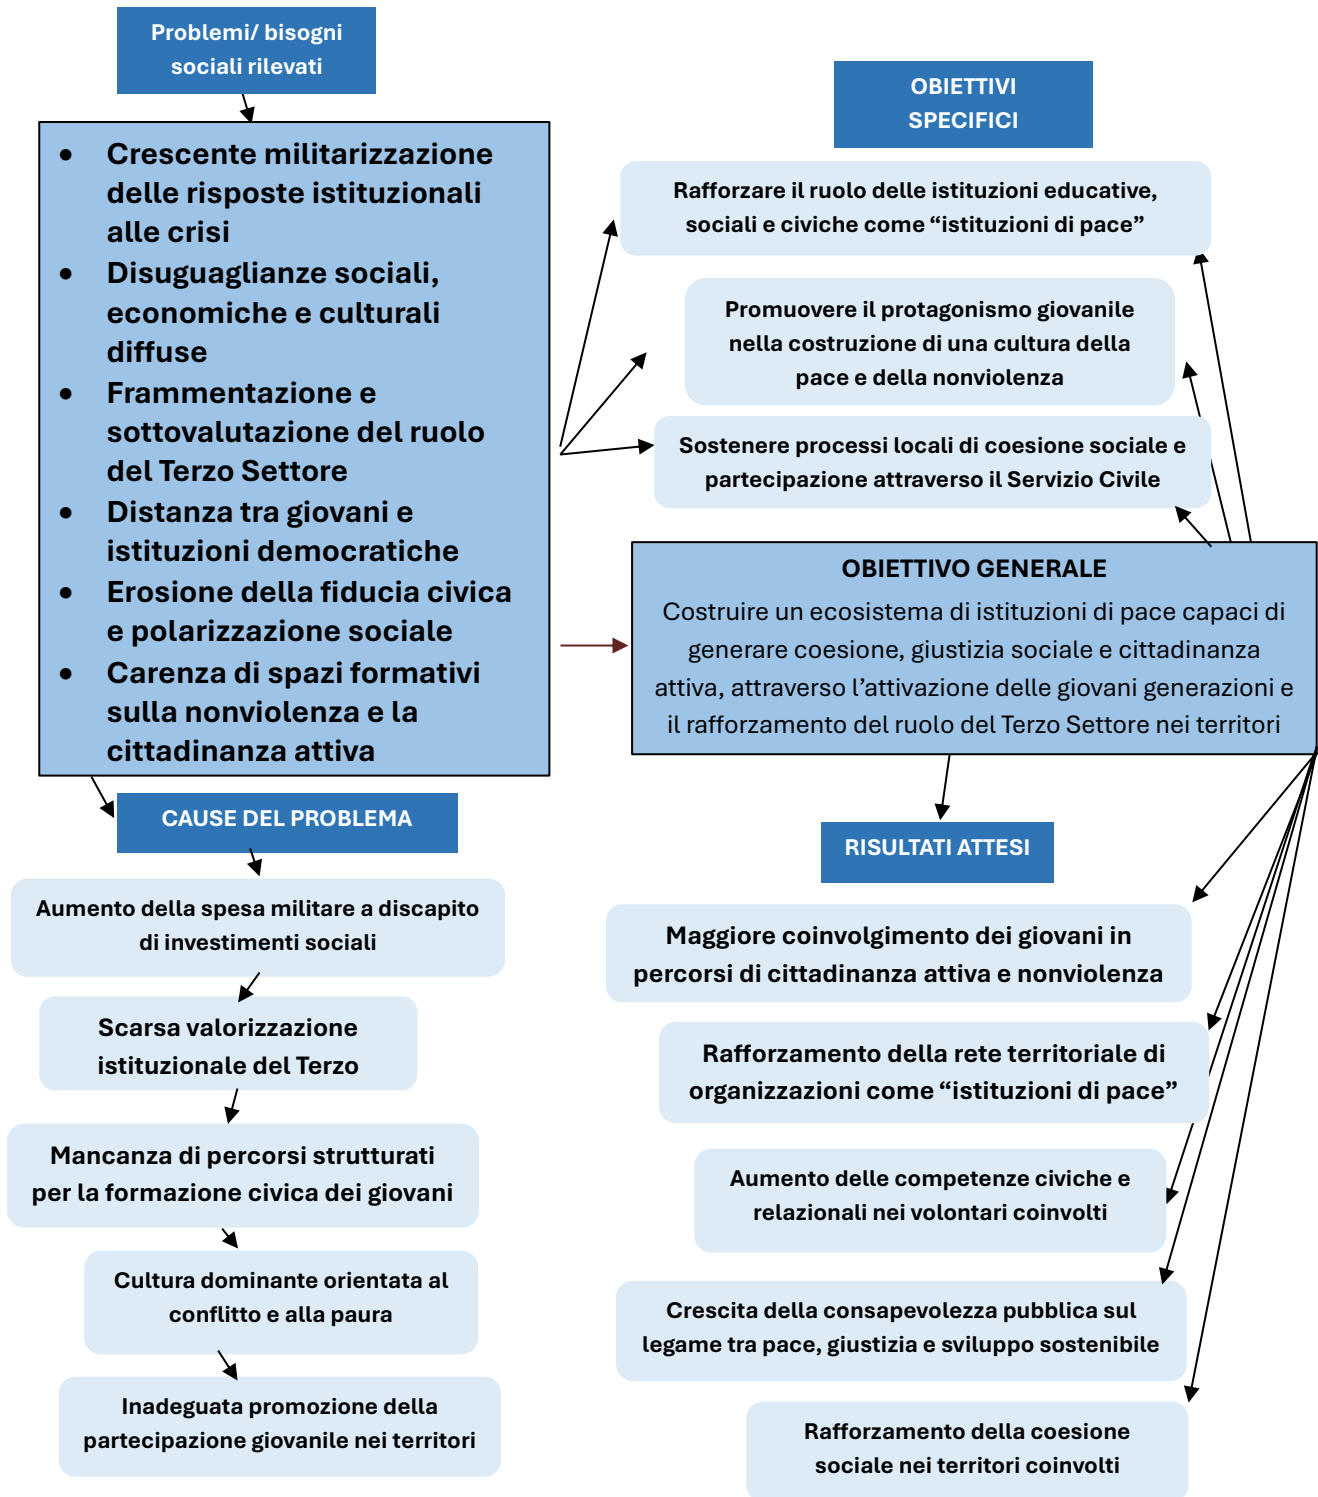 Problemi/ bisogni
sociali rilevati
• Crescente militarizzazione
delle risposte istituzionali
alle crisi
• Disuguaglianze sociali,
economiche e culturali
diffuse
• Frammentazione e
sottovalutazione del ruolo
del Terzo Settore
• Distanza tra giovani e
istituzioni democratiche
• Erosione della fiducia civica
e polarizzazione sociale
• Carenza di spazi formativi
sulla nonviolenza e la
cittadinanza attiva
CAUSE DEL PROBLEMA
Aumento della spesa militare a discapito
di investimenti sociali
Scarsa valorizzazione
istituzionale del Terzo
Mancanza di percorsi strutturati
per la formazione civica dei giovani
Cultura dominante orientata al
conflitto e alla paura
Inadeguata promozione della
partecipazione giovanile nei territori
OBIETTIVI
SPECIFICI
Rafforzare il ruolo delle istituzioni educative,
sociali e civiche come “istituzioni di pace”
Promuovere il protagonismo giovanile
nella costruzione di una cultura della
pace e della nonviolenza
Sostenere processi locali di coesione sociale e
partecipazione attraverso il Servizio Civile
OBIETTIVO GENERALE
Costruire un ecosistema di istituzioni di pace capaci di
generare coesione, giustizia sociale e cittadinanza
attiva, attraverso l’attivazione delle giovani generazioni e
il rafforzamento del ruolo del Terzo Settore nei territori
RISULTATI ATTESI
Maggiore coinvolgimento dei giovani in
percorsi di cittadinanza attiva e nonviolenza
Rafforzamento della rete territoriale di
organizzazioni come “istituzioni di pace”
Aumento delle competenze civiche e
relazionali nei volontari coinvolti
Crescita della consapevolezza pubblica sul
legame tra pace, giustizia e sviluppo sostenibile
Rafforzamento della coesione
sociale nei territori coinvolti